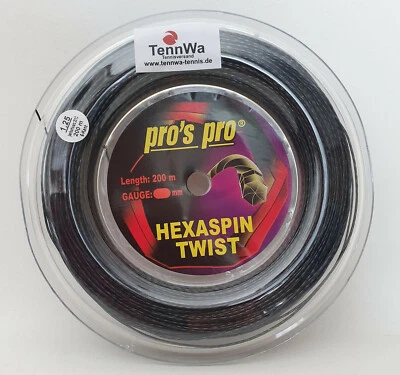 TennWa
Tennisversand
www.tennwa-tennis.de
1.25
200 m
pro's pro®
Length: 200 m
GAUGE: mm
HEXASPIN
TWIST